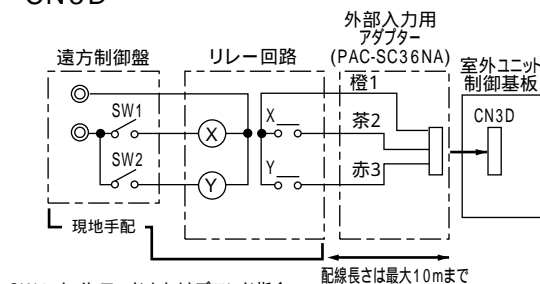 CN3D
外部入力用
アダプター
(PAC-SC36NA)
遠方制御盤
リレー回路
室外ユニット
制御基板
橙1
SW1
X
X
茶2
CN3D
SW2
Y
Y
赤3
現地手配
配線長さは最大10mまで